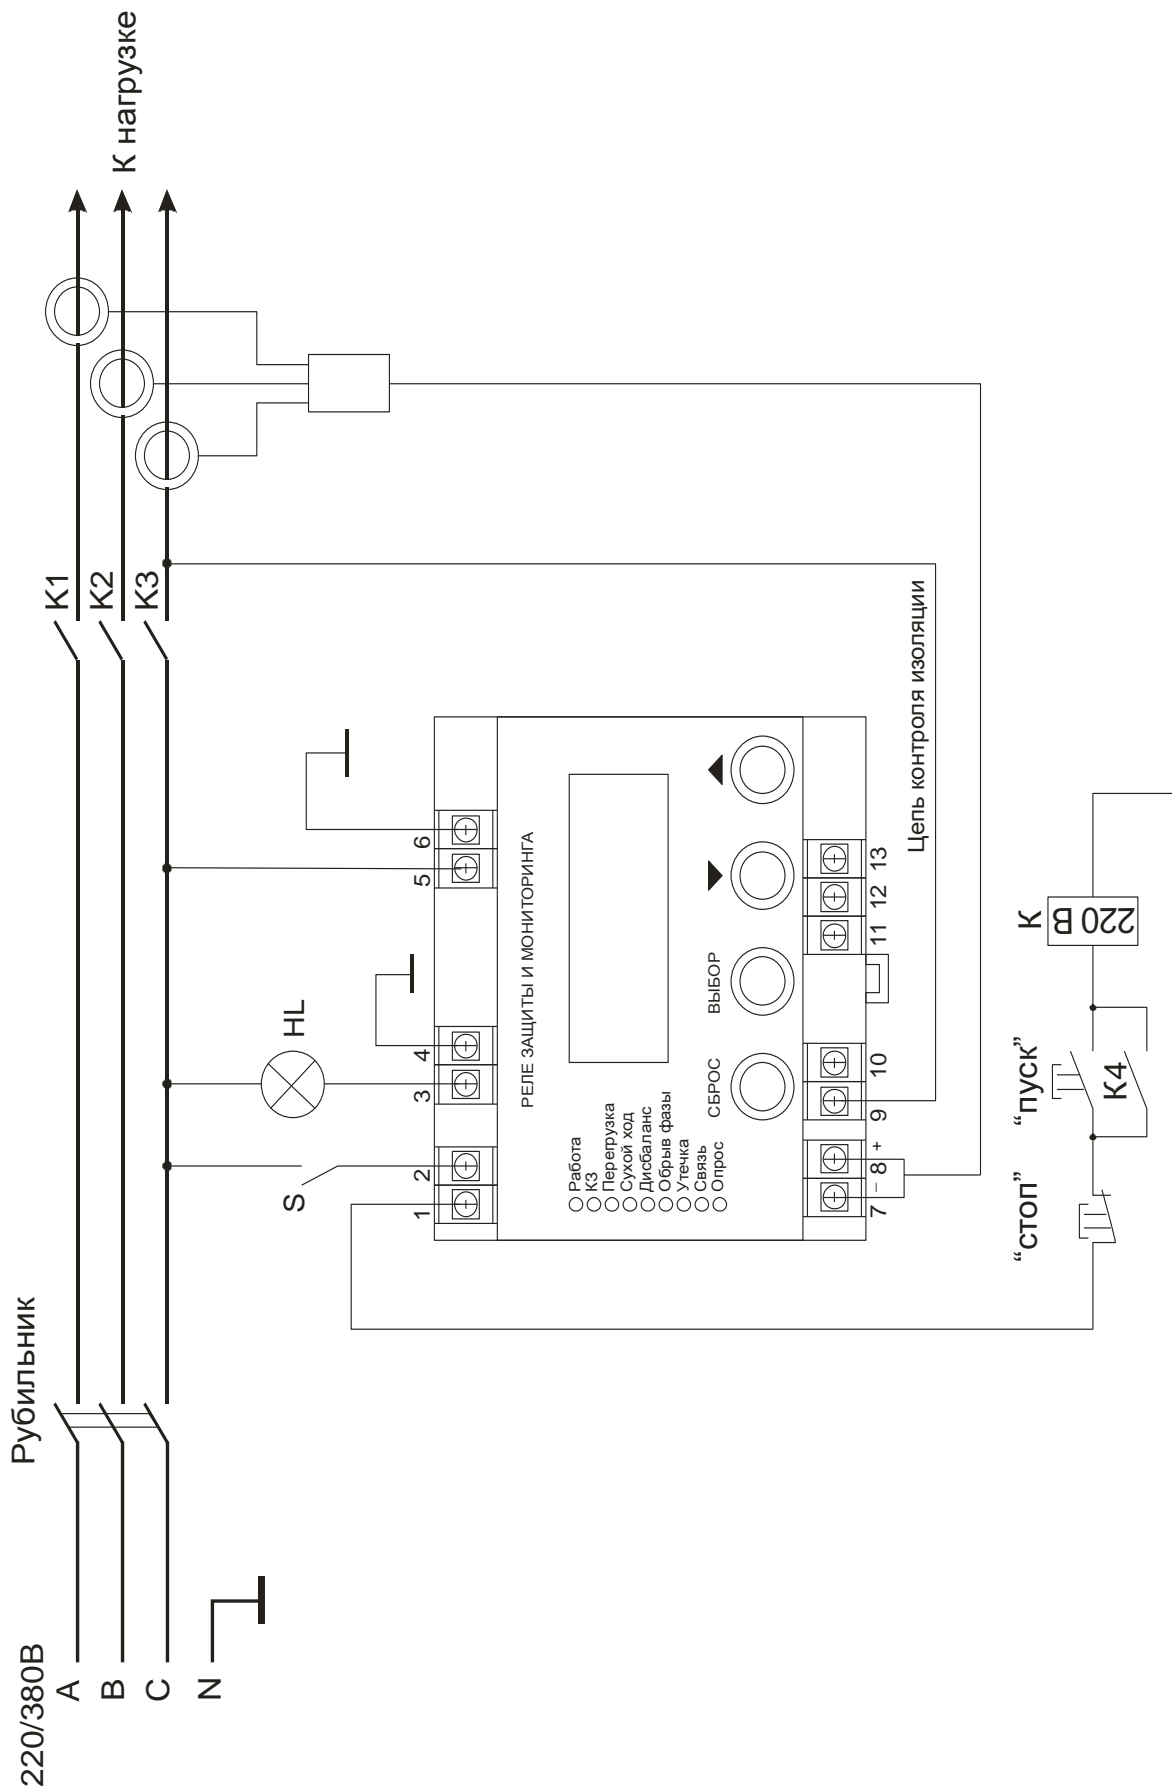 220/380В
A
B
C
N
Рубильник
K1
K2
K3
К нагрузке
S
HL
1
2
3
4
5
6
РЕЛЕ ЗАЩИТЫ И МОНИТОРИНГА
Работа
КЗ
Перегрузка
Сухой ход
Дисбаланс
Обрыв фазы
Утечка
Связь
Опрос
СБРОС
ВЫБОР
7
– 8 +
9
10
11
12
13
Цепь контроля изоляции
“стоп”
“пуск”
K4
К
220 В